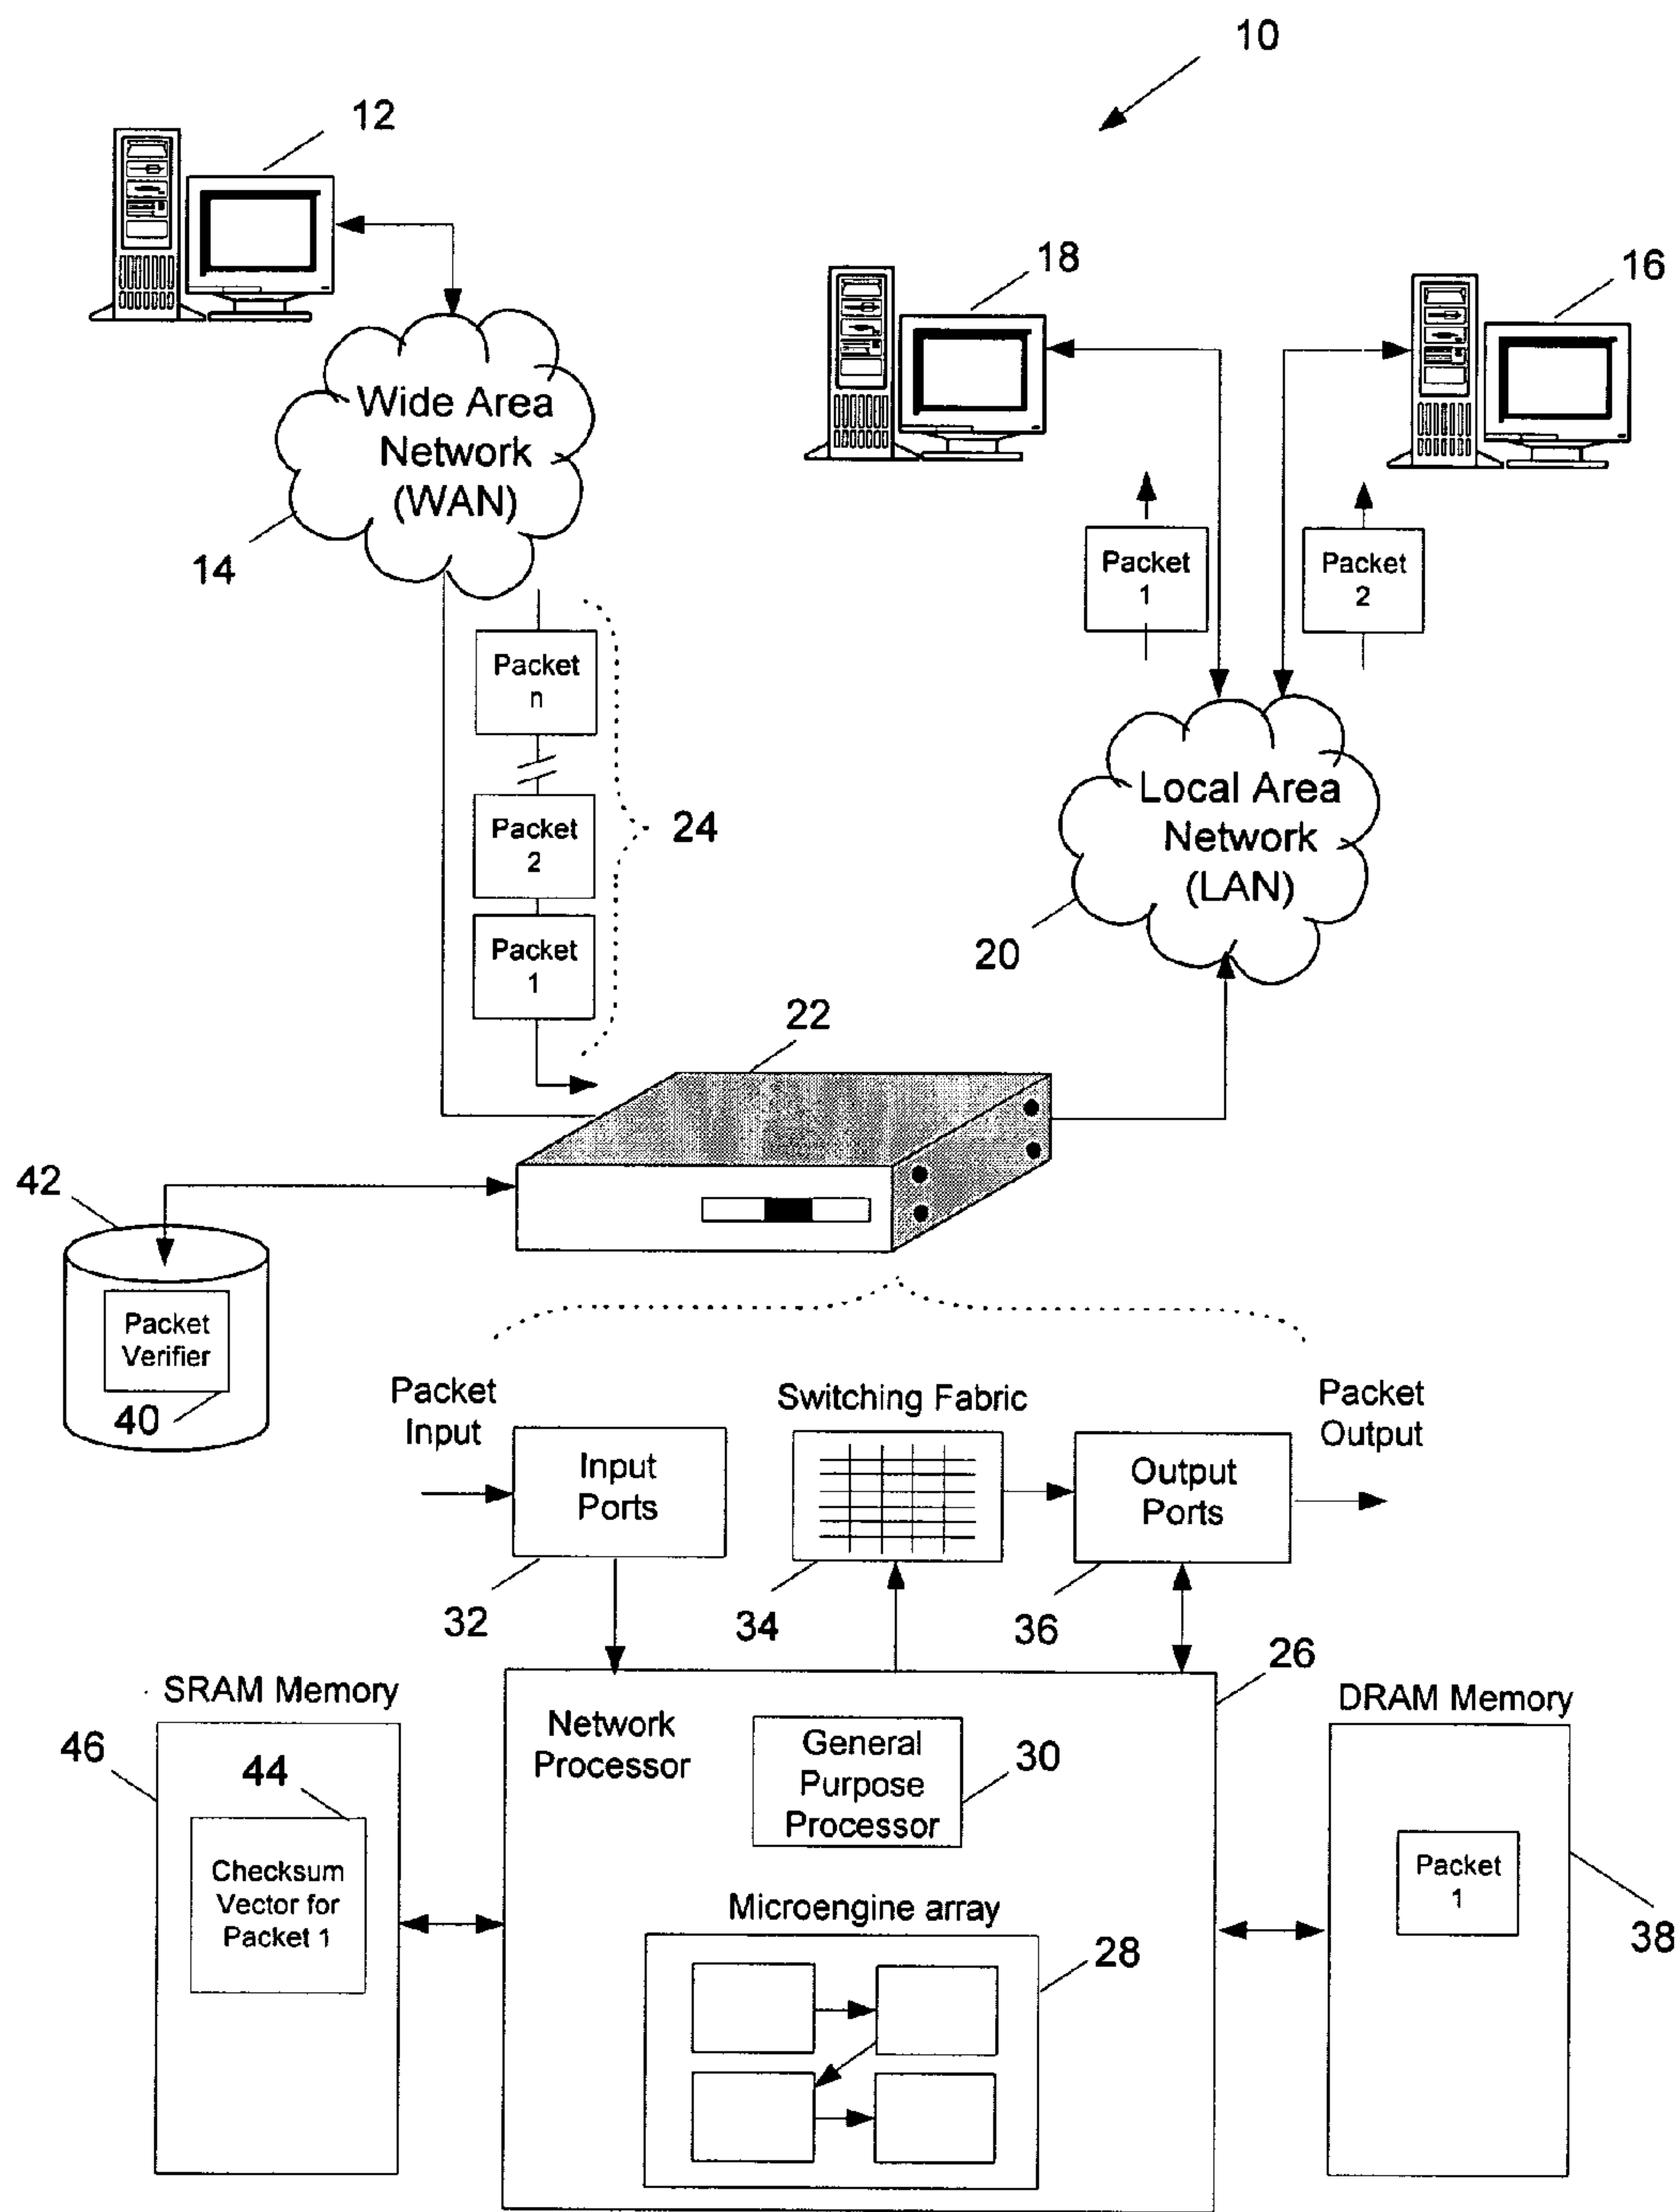 10
12
18
16
Wide Area
Network
(WAN)
14
Packet
1
Packet
2
Packet
n
Packet
2
24
Packet
1
Local Area
Network
(LAN)
20
22
42
Packet
Verifier
40
Packet
Input
Switching Fabric
Packet
Output
Input
Ports
Output
Ports
32
34
36
26
SRAM Memory
DRAM Memory
46
44
Network
Processor
General
Purpose
Processor
30
Checksum
Vector for
Packet 1
Packet
1
38
Microengine array
28